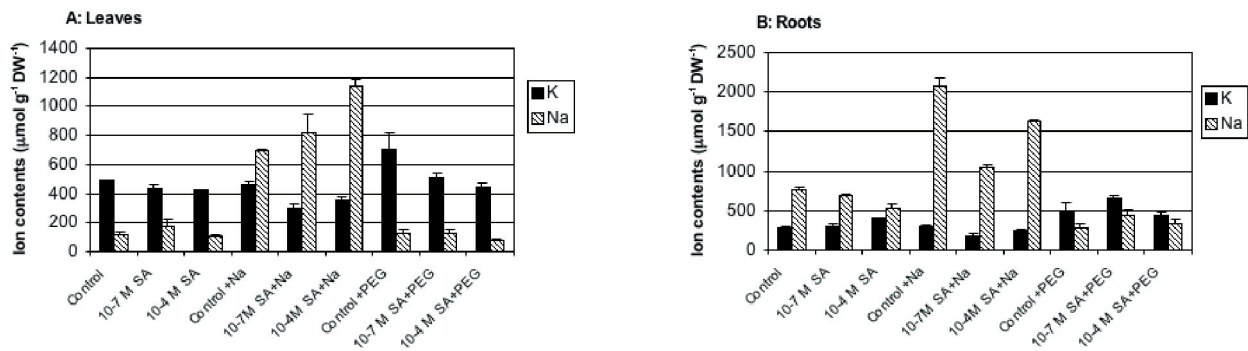 A: Leaves
Ion contents (µmol g⁻¹ DW⁻¹)
1400
1200
1000
800
600
400
200
0
Control
10-7 M SA
10-4 M SA
Control +Na
10-7M SA+Na
10-4M SA+Na
Control +PEG
10-7 M SA+PEG
10-4 M SA+PEG
K
Na
B: Roots
Ion contents (µmol g⁻¹ DW⁻¹)
2500
2000
1500
1000
500
0
Control
10-7 M SA
10-4 M SA
Control +Na
10-7M SA+Na
10-4M SA+Na
Control +PEG
10-7 M SA+PEG
10-4 M SA+PEG
K
Na